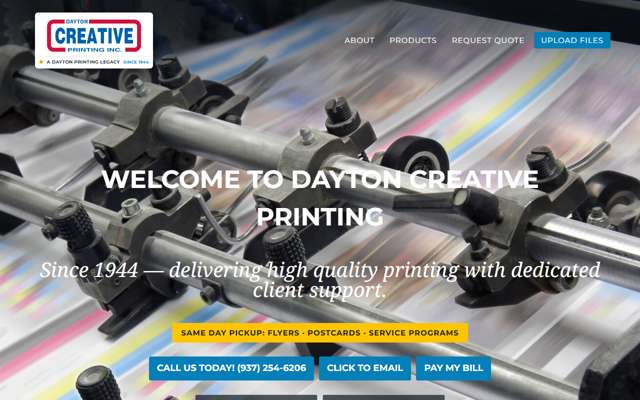 DAYTON
CREATIVE
PRINTING INC.
A DAYTON PRINTING LEGACY SINCE 1944
ABOUT PRODUCTS REQUEST QUOTE UPLOAD FILES
WELCOME TO DAYTON CREATIVE
PRINTING
Since 1944 — delivering high quality printing with dedicated
client support.
SAME DAY PICKUP: FLYERS - POSTCARDS - SERVICE PROGRAMS
CALL US TODAY! (937) 254-6206 CLICK TO EMAIL PAY MY BILL